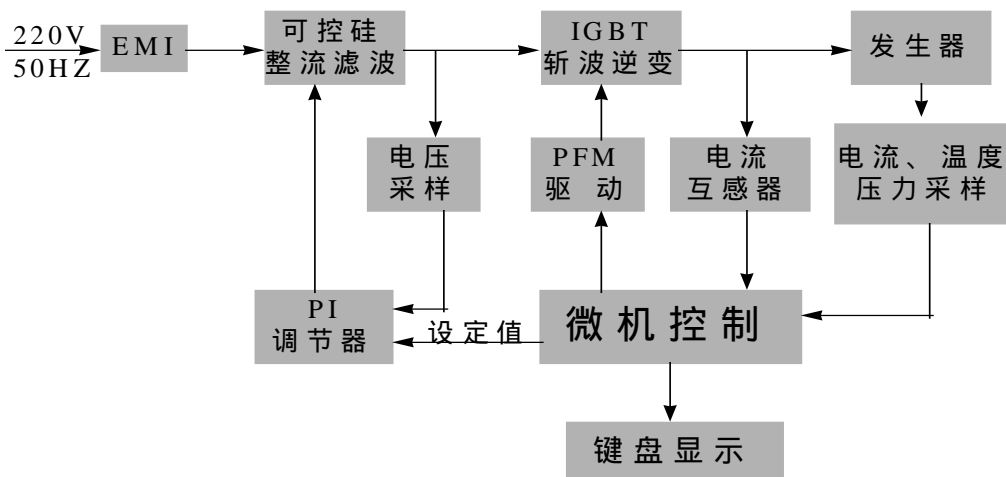 220V
50HZ
EMI
可控硅
整流滤波
IGBT
斩波逆变
发生器
电压
采样
PFM
驱动
电流
互感器
电流、温度
压力采样
PI
调节器
设定值
微机控制
键盘显示